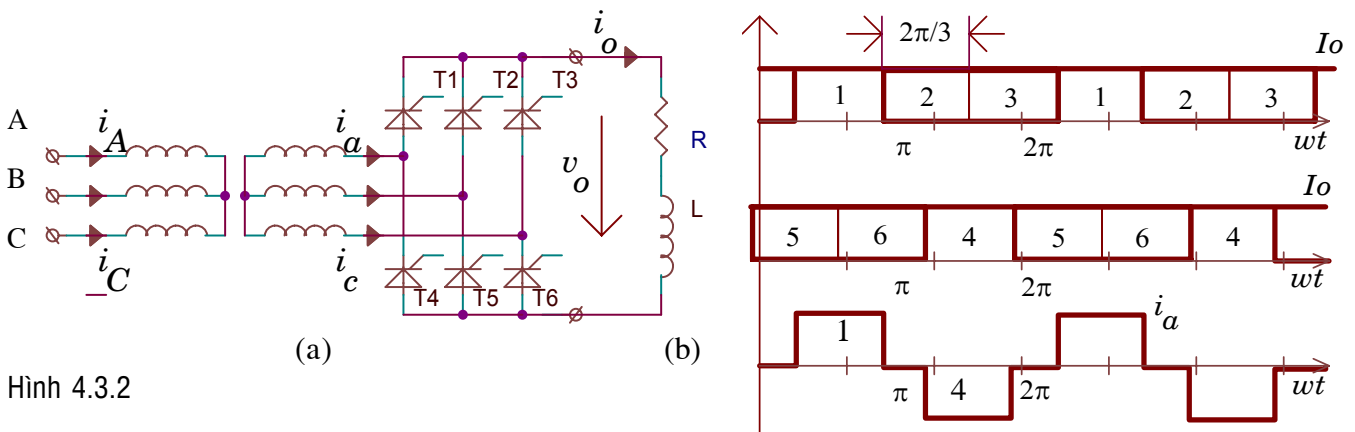 i_o
T1 T2 T3
A i_A i_a
B
C i_C i_c
v_o
R
L
T4 T5 T6
(a) (b)
Hình 4.3.2
2π/3
Io
1 2 3 1 2 3
π 2π wt
Io
5 6 4 5 6 4
π 2π wt
i_a
1
π 4 2π wt